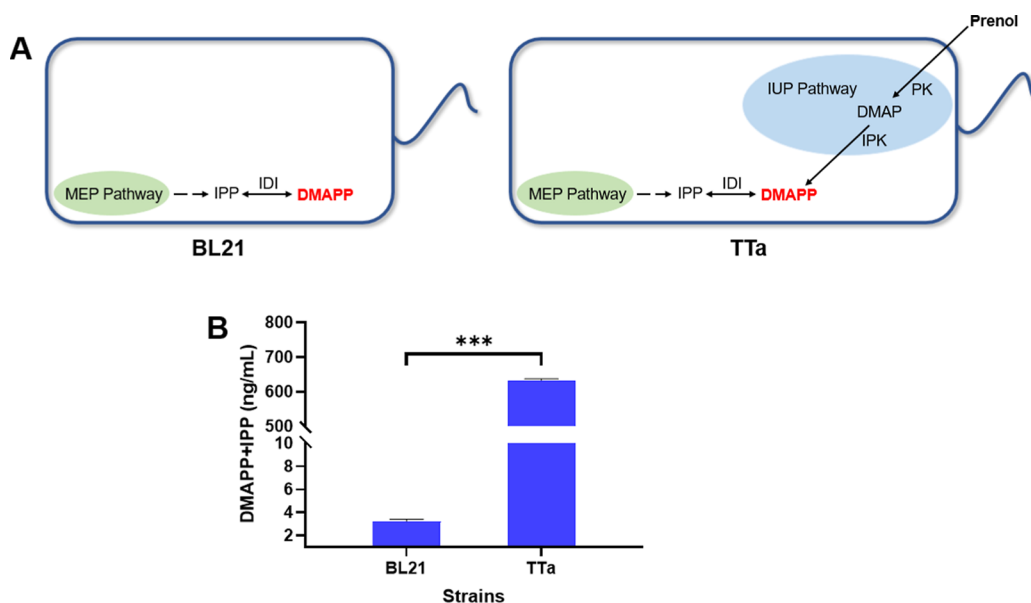 A
MEP Pathway
IPP
IDI
DMAPP
BL21
Prenol
IUP Pathway
PK
DMAP
IPK
MEP Pathway
IPP
IDI
DMAPP
TTa
B
DMAPP+IPP (ng/mL)
800
700
600
500
10
8
6
4
2
***
BL21
TTa
Strains